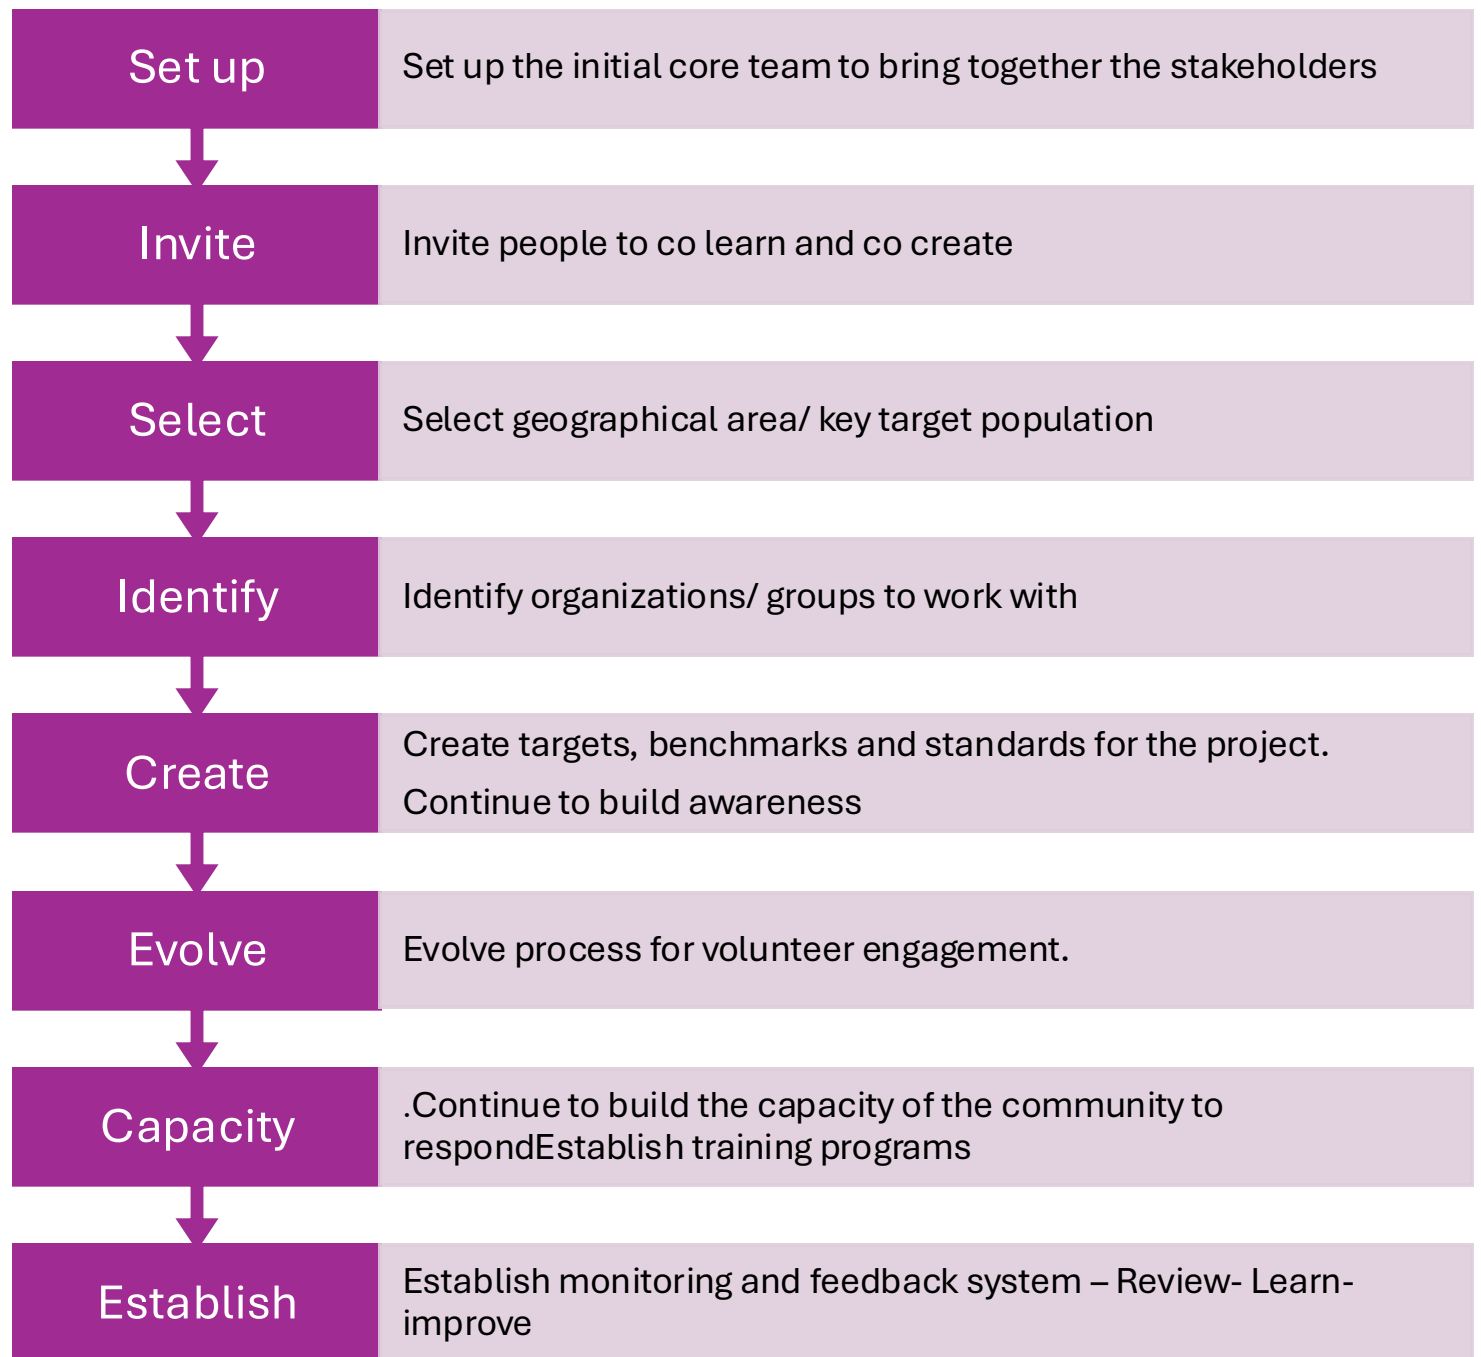 Set up
Set up the initial core team to bring together the stakeholders
Invite
Invite people to co learn and co create
Select
Select geographical area/ key target population
Identify
Identify organizations/ groups to work with
Create
Create targets, benchmarks and standards for the project.
Continue to build awareness
Evolve
Evolve process for volunteer engagement.
Capacity
.Continue to build the capacity of the community to
respondEstablish training programs
Establish
Establish monitoring and feedback system – Review- Learn-
improve